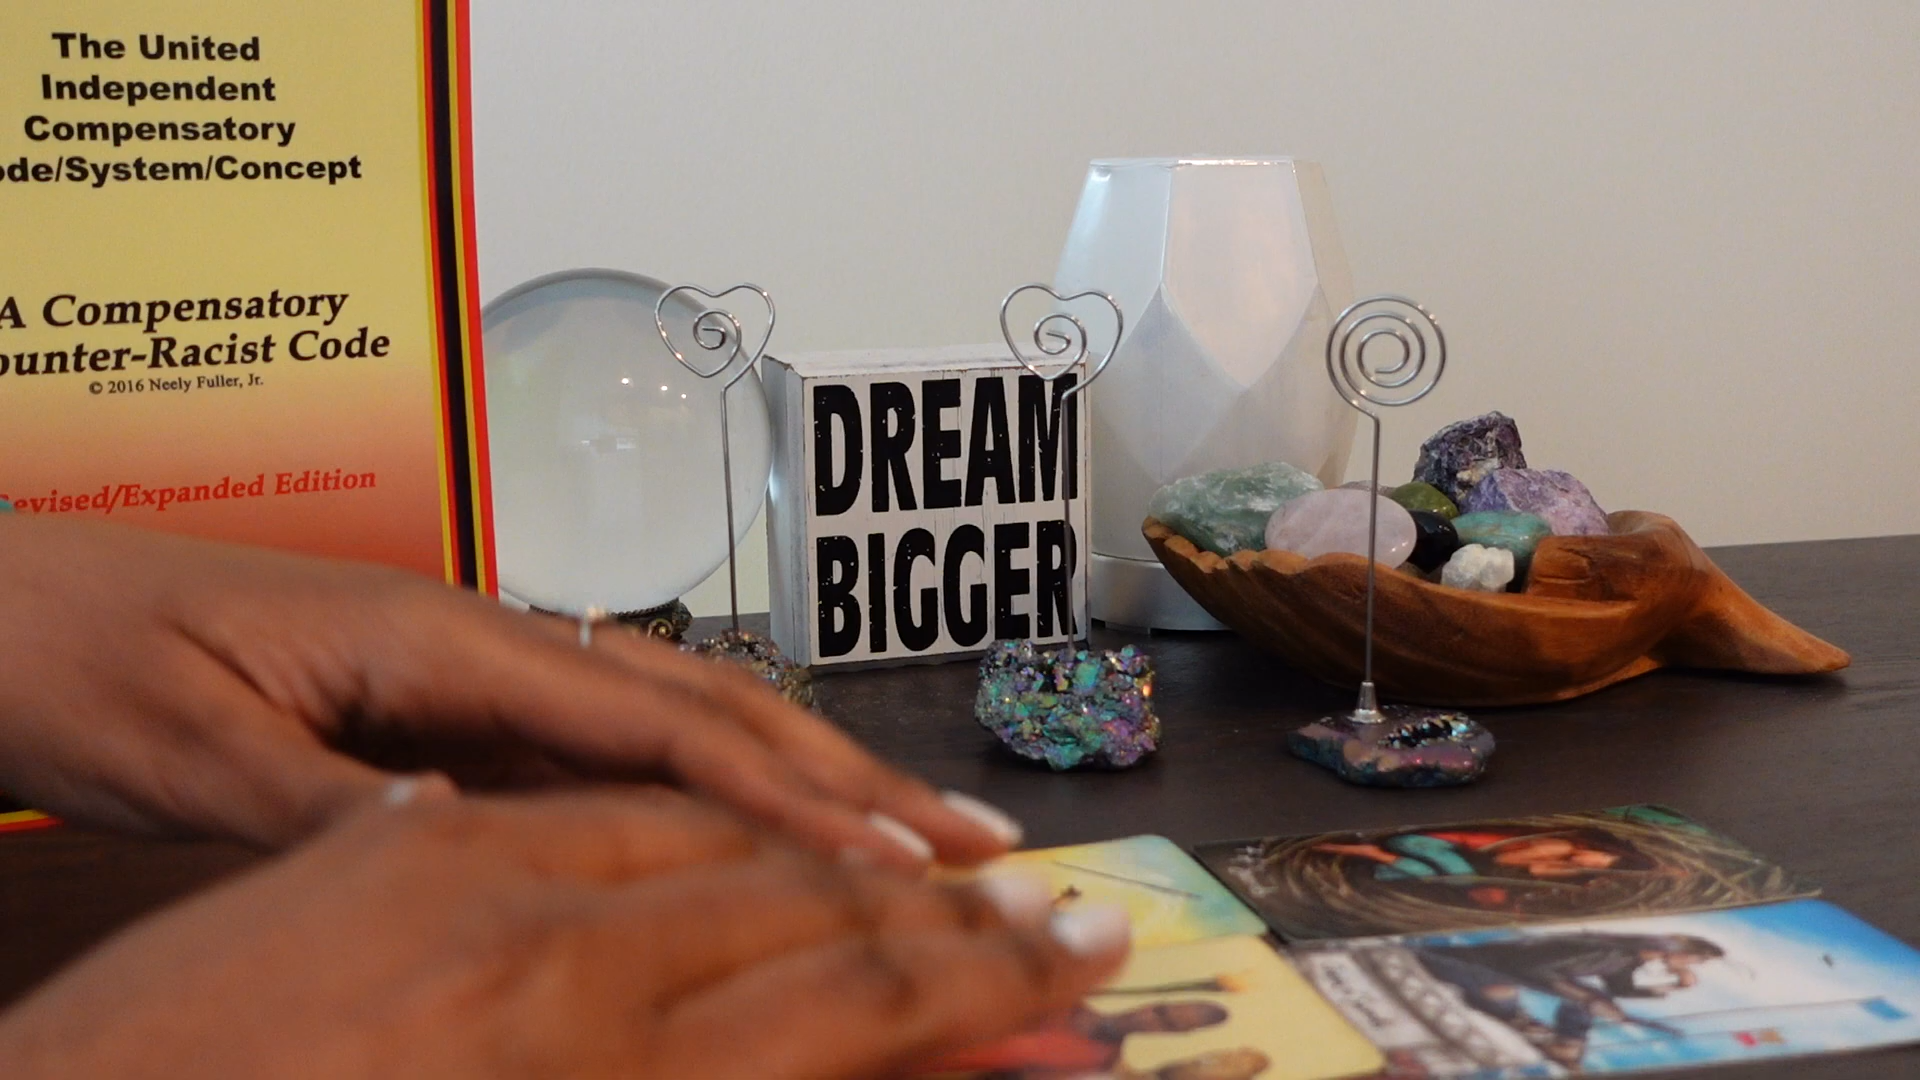 The United
Independent
Compensatory
ode/System/Concept
A Compensatory
ounter-Racist Code
© 2016 Neely Fuller, Jr.
evised/Expanded Edition
DREAM
BIGGER